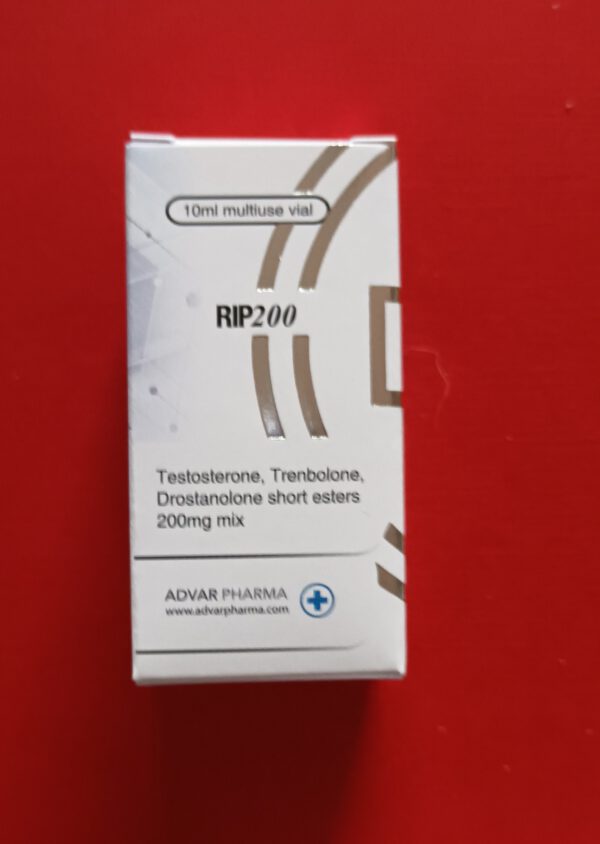 10ml multiuse vial
RIP200
Testosterone, Trenbolone,
Drostanolone short esters
200mg mix
ADVAR PHARMA
www.advarpharma.com